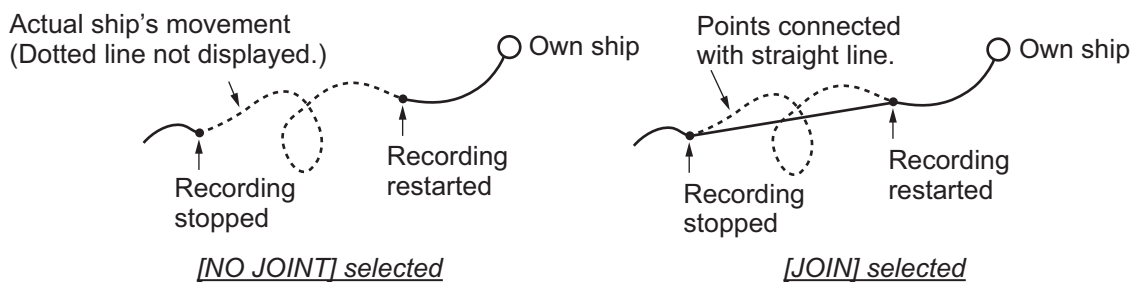 Actual ship's movement
(Dotted line not displayed.)
Own ship
Recording
stopped
Recording
restarted
[NO JOINT] selected
Points connected
with straight line.
Own ship
Recording
stopped
Recording
restarted
[JOIN] selected